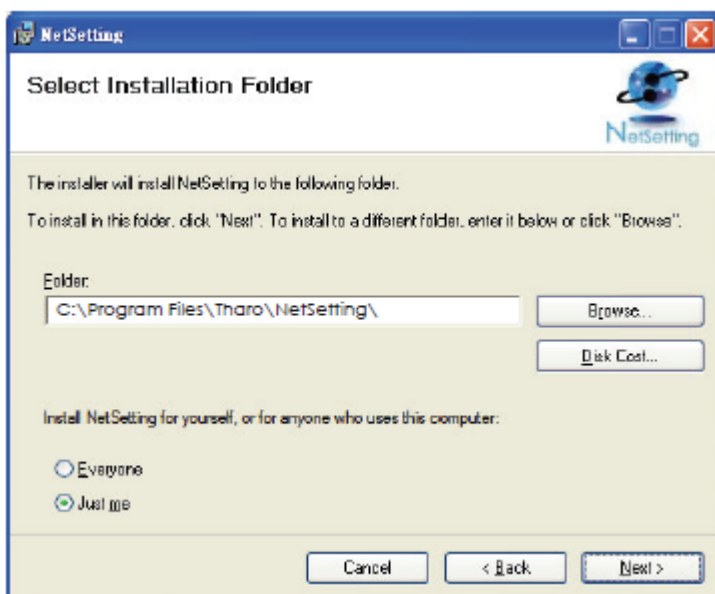 NetSetting
Select Installation Folder
NetSetting
The installer will install NetSetting to the following folder.
To install in this folder, click "Next". To install to a different folder, enter it below or click "Browse".
Folder:
C:\Program Files\Tharo\NetSetting\
Browse...
Disk Cost...
Install NetSetting for yourself, or for anyone who uses this computer:
Everyone
Just me
Cancel
< Back
Next >